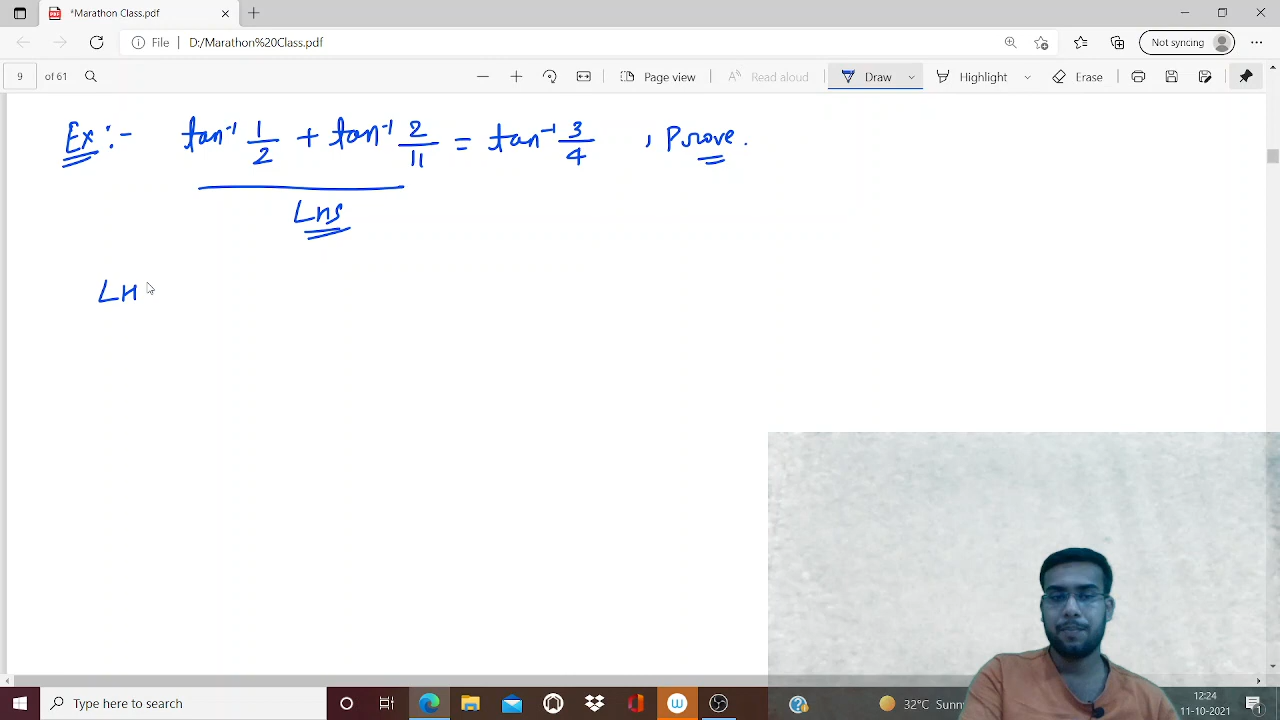 *Marathon Class.pdf
File D:/Marathon%20Class.pdf Not syncing
9 of 61 Page view Read aloud Draw Highlight Erase
Ex:- tan⁻¹ 1/2 + tan⁻¹ 2/11 = tan⁻¹ 3/4 , Prove.
LHS
LH
Type here to search 32°C Sunny 12:24
11-10-2021